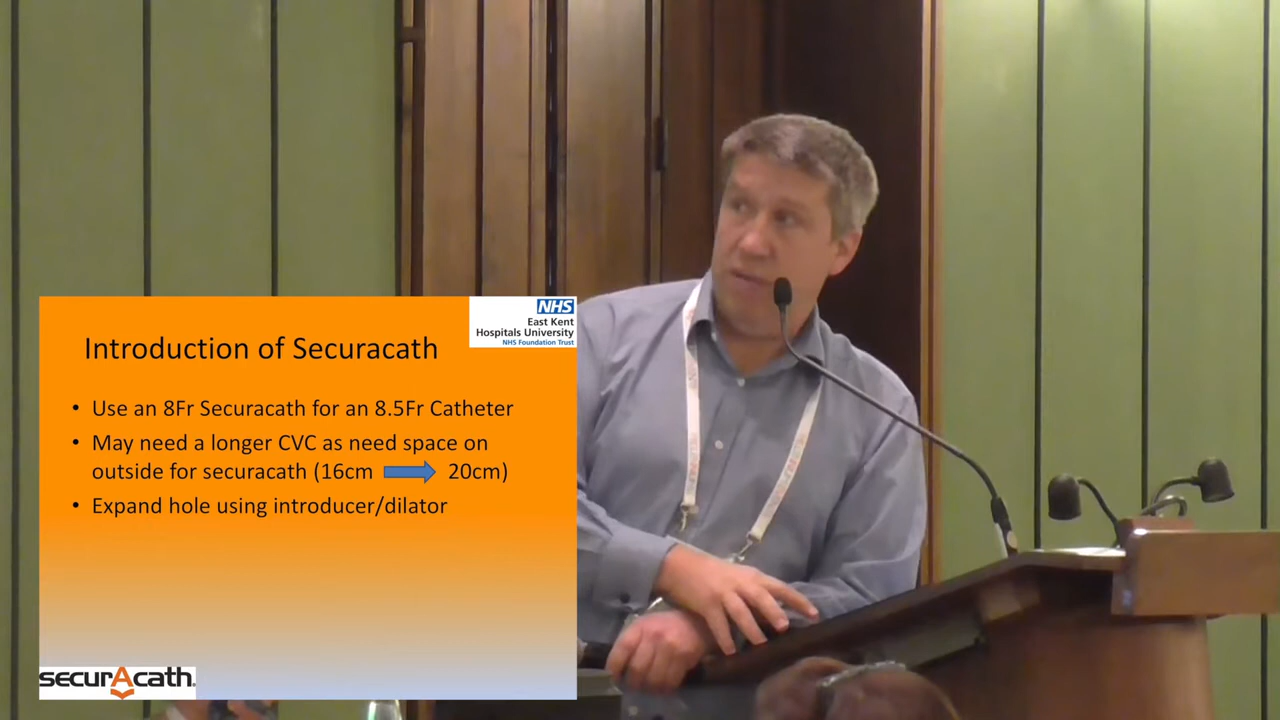 NHS
East Kent
Hospitals University
NHS Foundation Trust
Introduction of Securacath
• Use an 8Fr Securacath for an 8.5Fr Catheter
• May need a longer CVC as need space on
outside for securacath (16cm 20cm)
• Expand hole using introducer/dilator
securAcath.